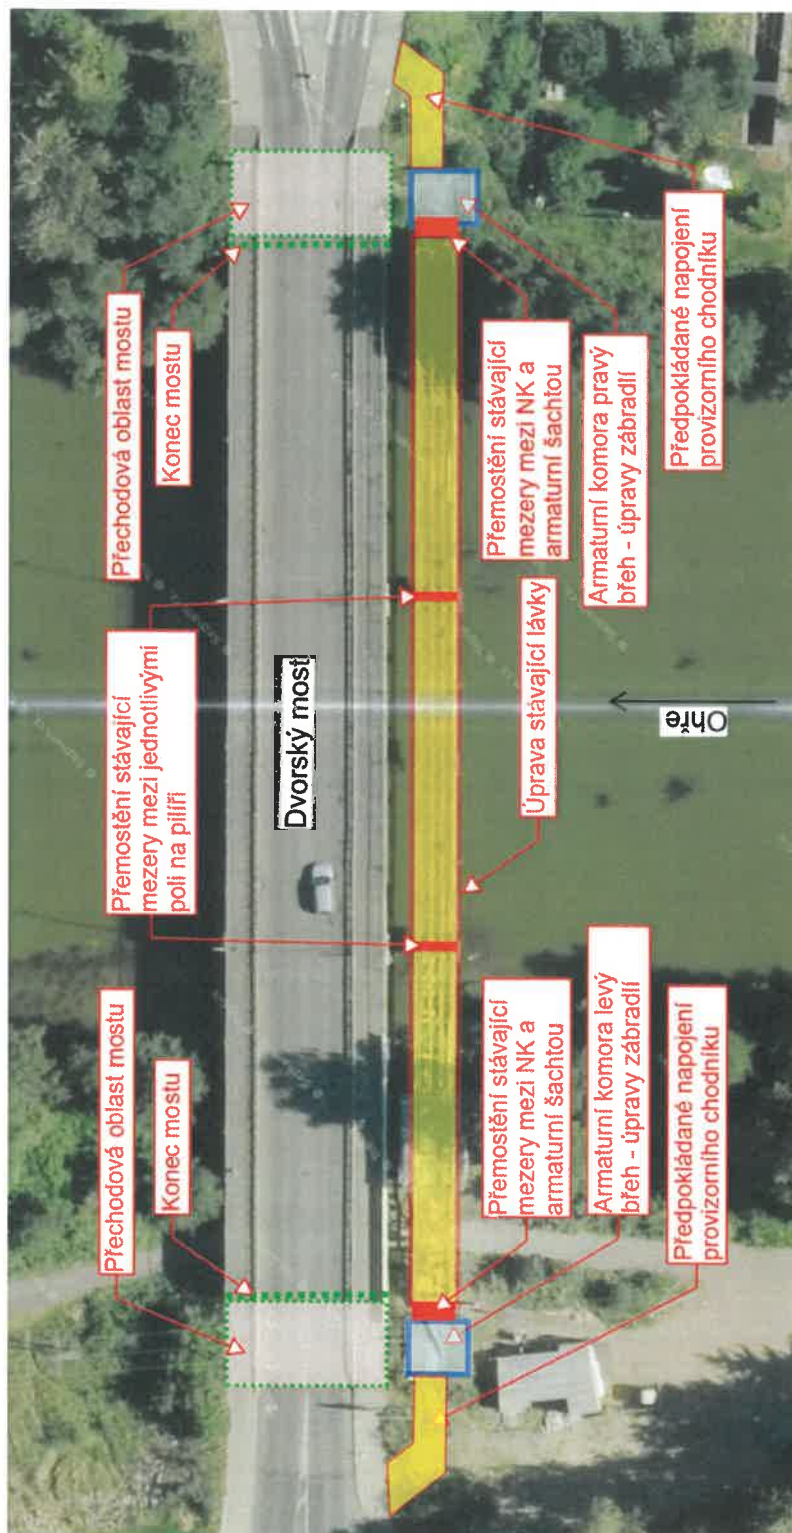 Přechodová oblast mostu
Konec mostu
Přemostění stávající
mezery mezi jednotlivými
poli na pilíři
Přechodová oblast mostu
Konec mostu
Dvorský most
Přemostění stávající
mezery mezi NK a
armaturní šachtou
Armaturní komora levý
břeh - úpravy zábradlí
Předpokládané napojení
provizorního chodníku
Úprava stávající lávky
Ohře
Přemostění stávající
mezery mezi NK a
armaturní šachtou
Armaturní komora pravý
břeh - úpravy zábradlí
Předpokládané napojení
provizorního chodníku